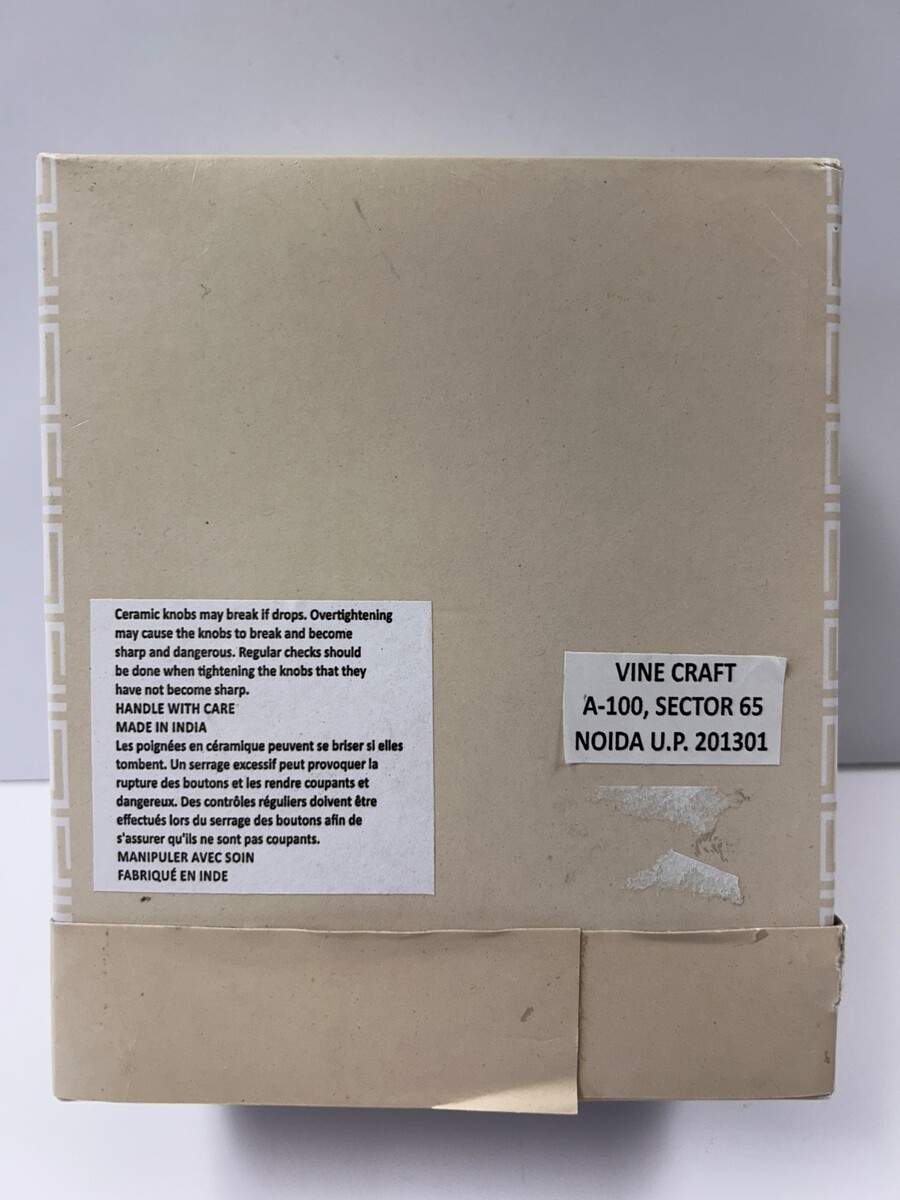 Ceramic knobs may break if drops. Overtightening
may cause the knobs to break and become
sharp and dangerous. Regular checks should
be done when tightening the knobs that they
have not become sharp.
HANDLE WITH CARE
MADE IN INDIA
Les poignées en céramique peuvent se briser si elles
tombent. Un serrage excessif peut provoquer la
rupture des boutons et les rendre coupants et
dangereux. Des contrôles réguliers doivent être
effectués lors du serrage des boutons afin de
s'assurer qu'ils ne sont pas coupants.
MANIPULER AVEC SOIN
FABRIQUÉ EN INDE
VINE CRAFT
A-100, SECTOR 65
NOIDA U.P. 201301